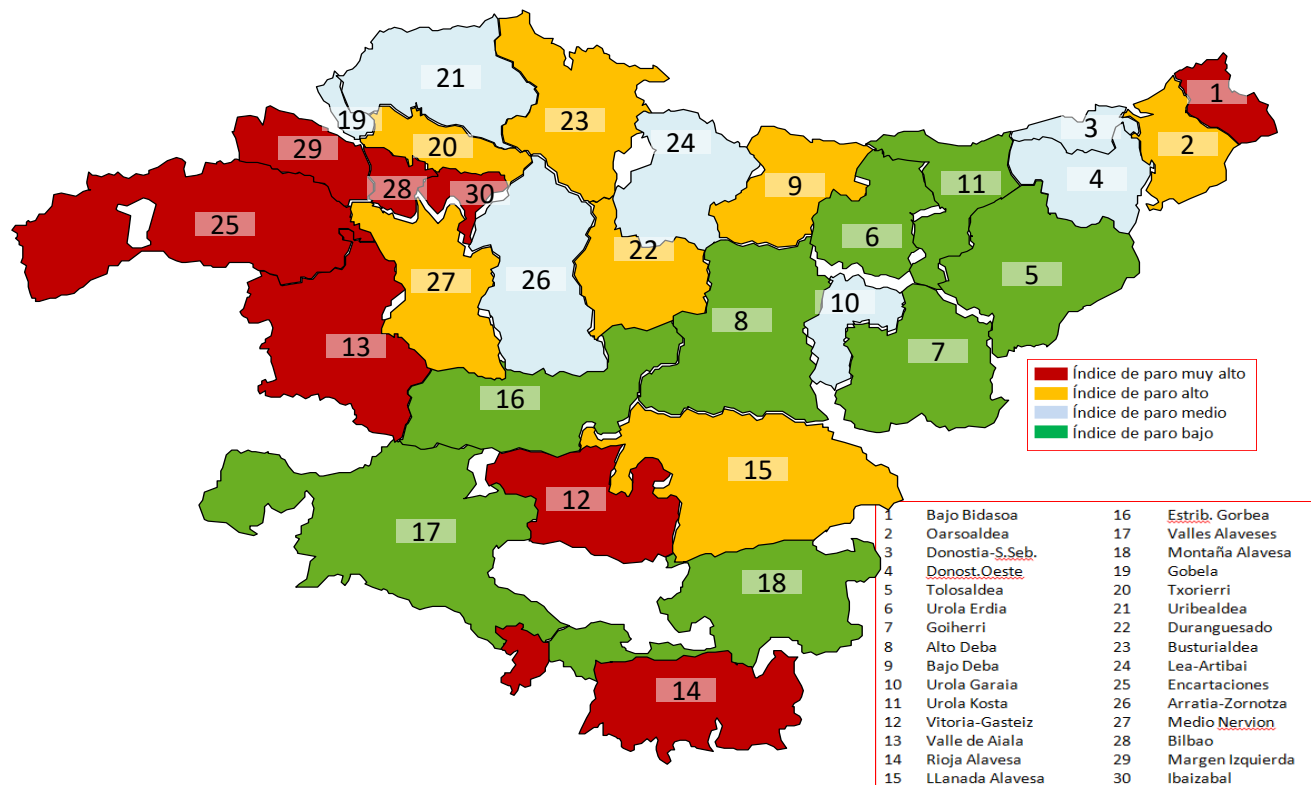 21
1
23
19
3
24
20
29
2
11
4
9
28
30
25
6
22
5
27
26
10
8
13
7
16
Índice de paro muy alto
Índice de paro alto
Índice de paro medio
Índice de paro bajo
15
12
17
18
14
1 Bajo Bidasoa 16 Estrib. Gorbea
2 Oarsoaldea 17 Valles Alaveses
3 Donostia-S.Seb. 18 Montaña Alavesa
4 Donost.Oeste 19 Gobela
5 Tolosaldea 20 Txorierri
6 Urola Erdia 21 Uribealdea
7 Goiherri 22 Duranguesado
8 Alto Deba 23 Busturialdea
9 Bajo Deba 24 Lea-Artibai
10 Urola Garaia 25 Encartaciones
11 Urola Kosta 26 Arratia-Zornotza
12 Vitoria-Gasteiz 27 Medio Nervion
13 Valle de Aiala 28 Bilbao
14 Rioja Alavesa 29 Margen Izquierda
15 LLanada Alavesa 30 Ibaizabal